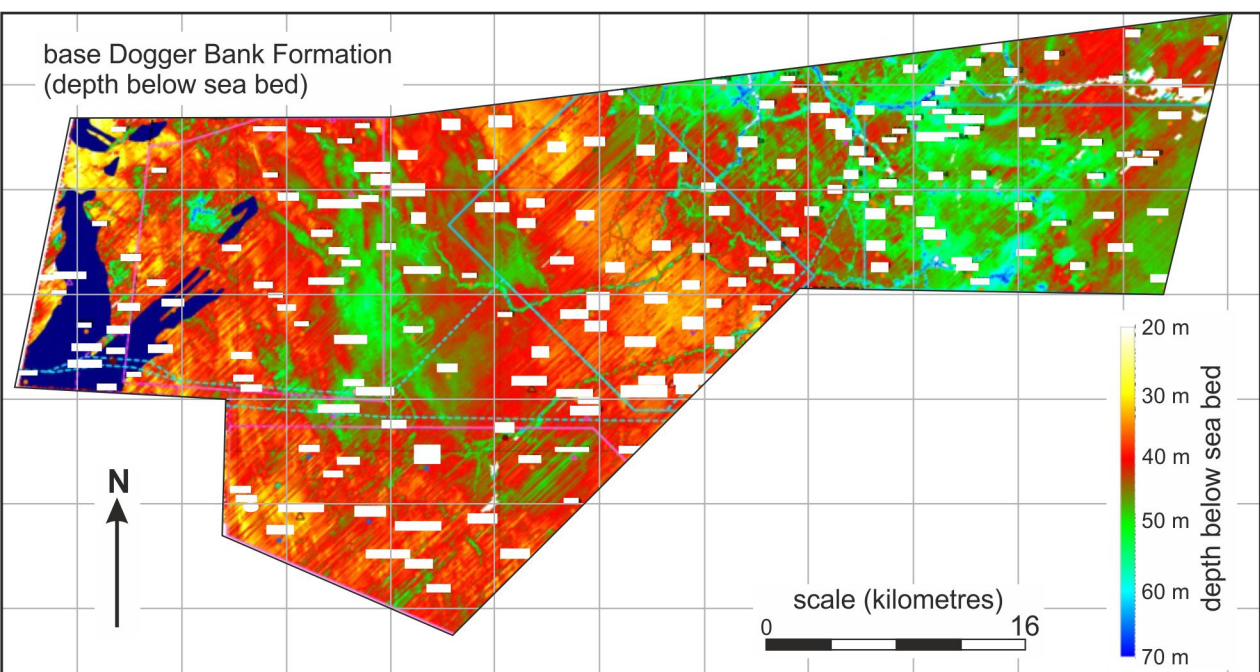 base Dogger Bank Formation
(depth below sea bed)
N
20 m
30 m
40 m
50 m
60 m
70 m
depth below sea bed
scale (kilometres)
0 16